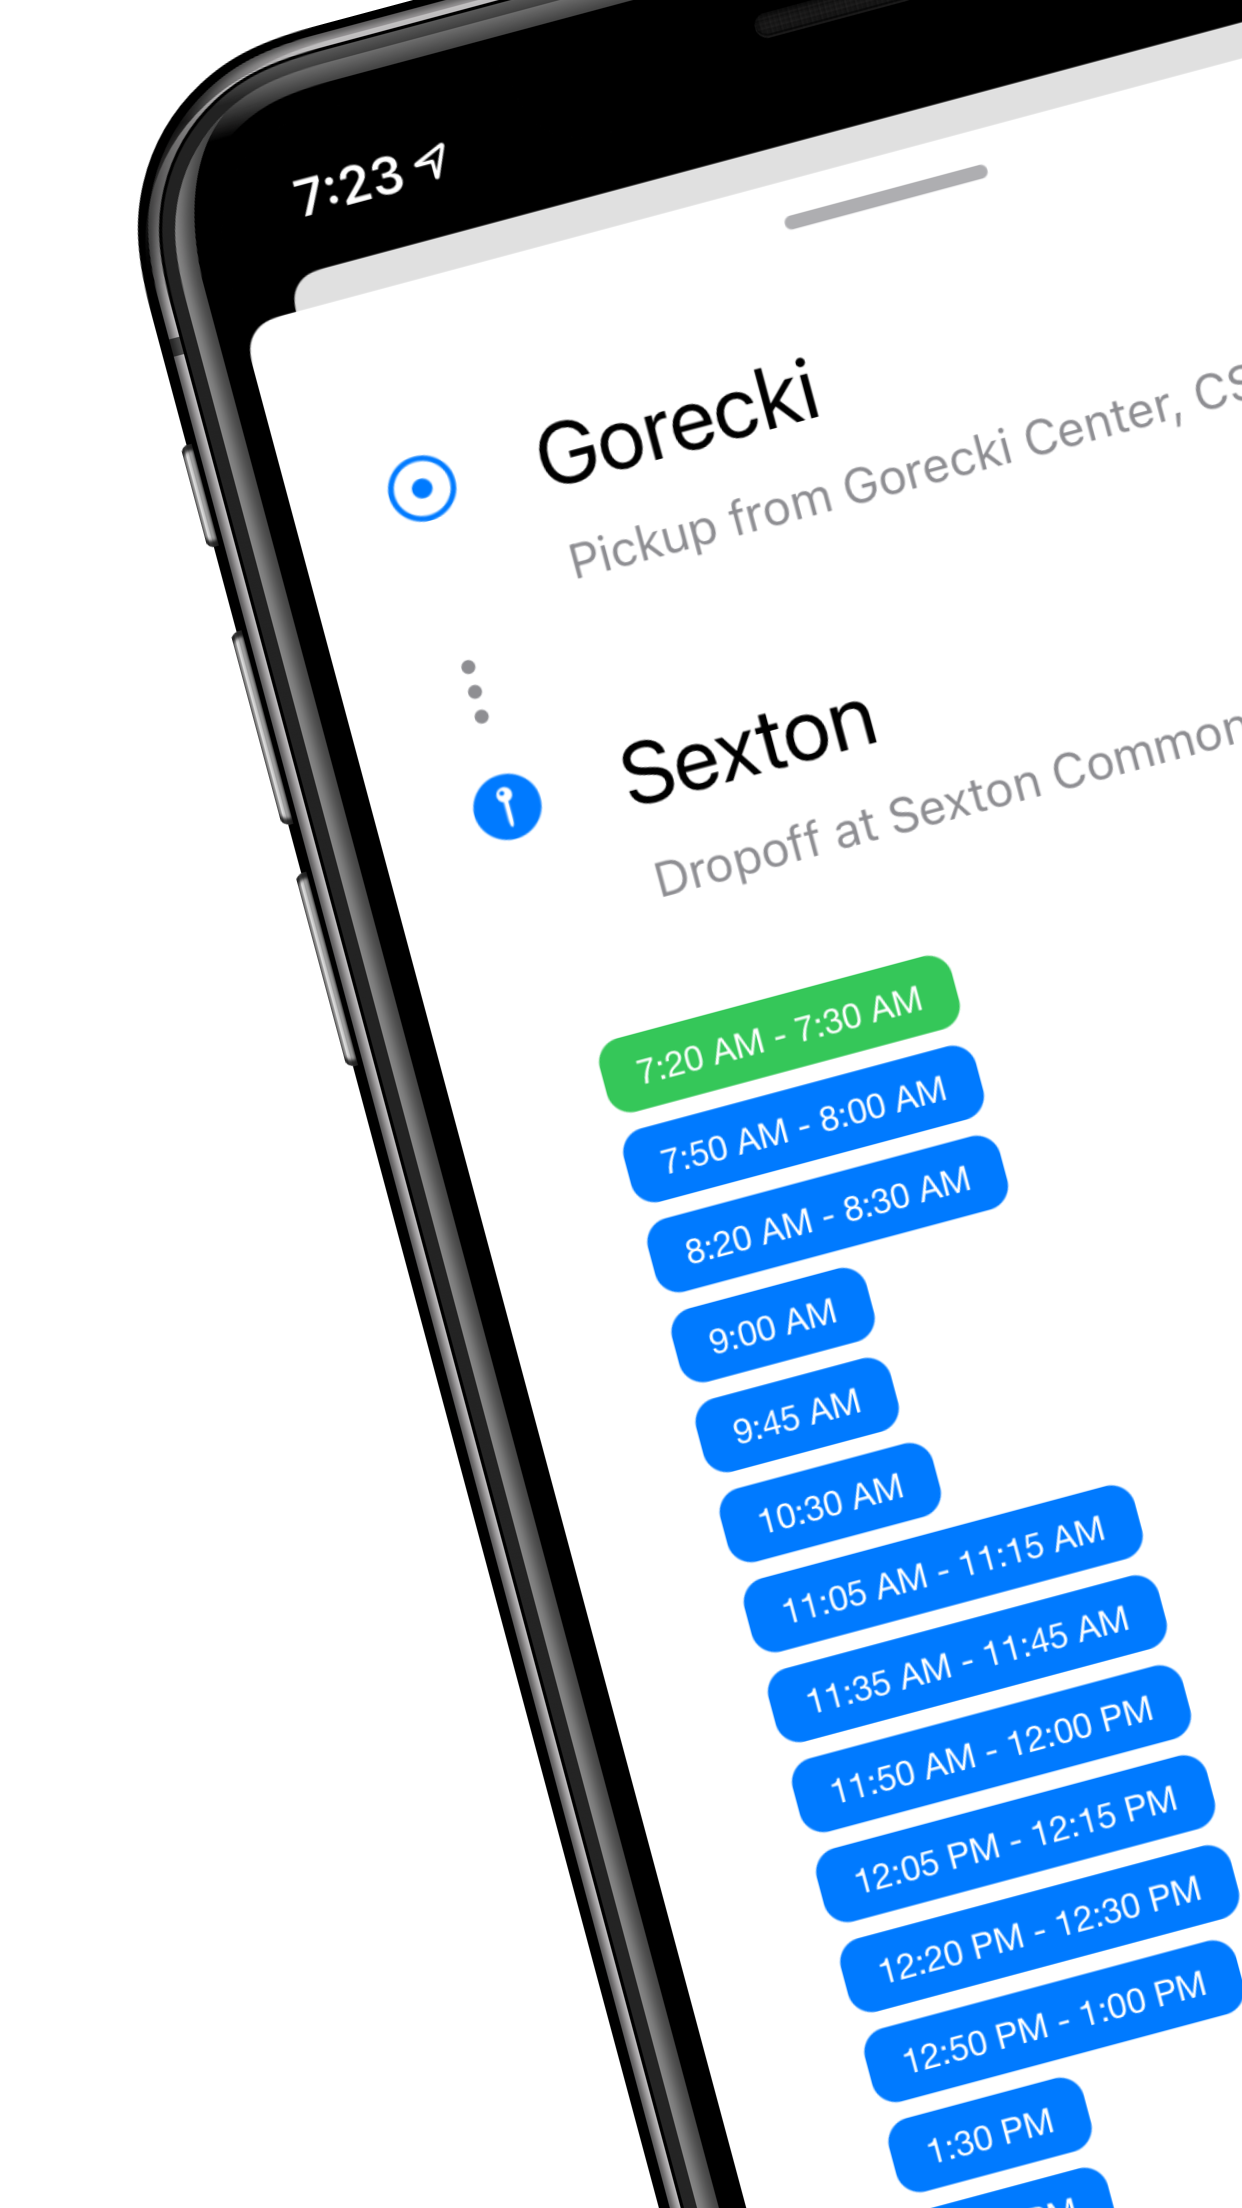 7:23
Gorecki
Pickup from Gorecki Center, CS
Sexton
Dropoff at Sexton Common
7:20 AM - 7:30 AM
7:50 AM - 8:00 AM
8:20 AM - 8:30 AM
9:00 AM
9:45 AM
10:30 AM
11:05 AM - 11:15 AM
11:35 AM - 11:45 AM
11:50 AM - 12:00 PM
12:05 PM - 12:15 PM
12:20 PM - 12:30 PM
12:50 PM - 1:00 PM
1:30 PM
PM